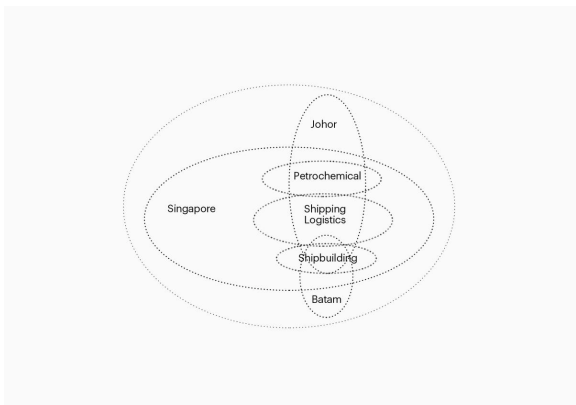 Johor
Petrochemical
Singapore
Shipping
Logistics
Shipbuilding
Batam